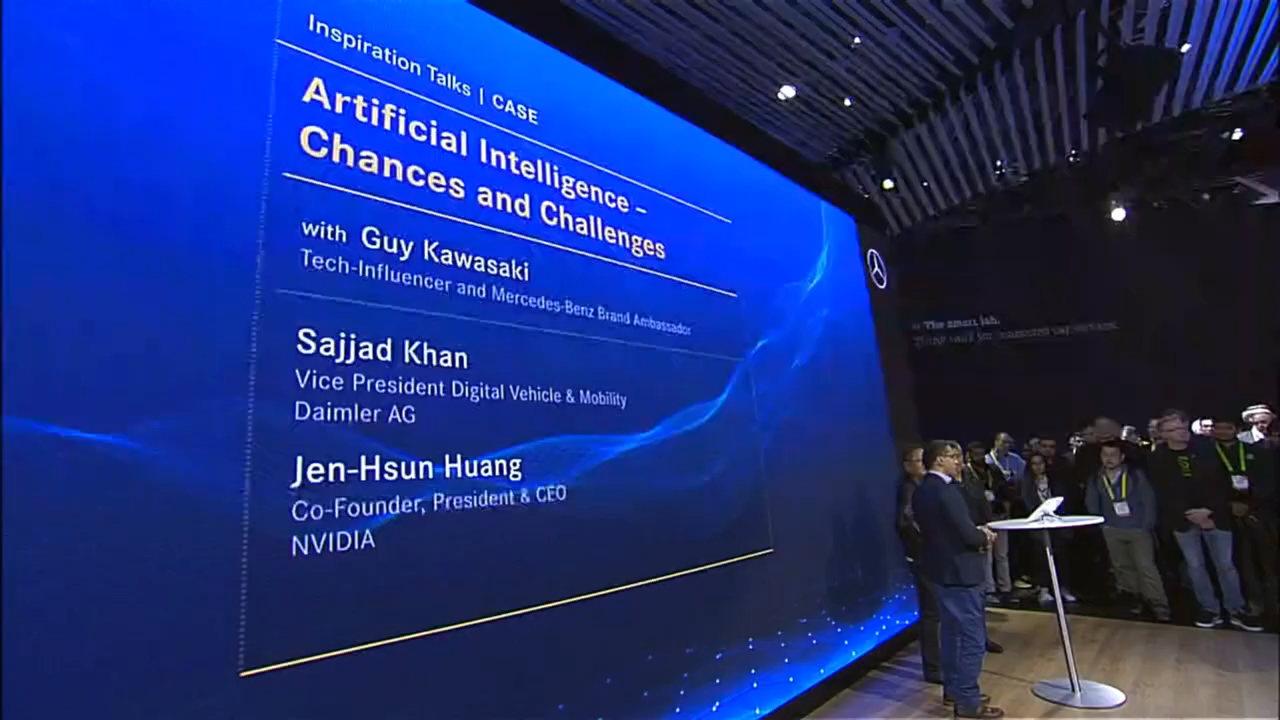 Inspiration Talks | CASE
Artificial Intelligence –
Chances and Challenges
with Guy Kawasaki
Tech-Influencer and Mercedes-Benz Brand Ambassador
Sajjad Khan
Vice President Digital Vehicle & Mobility
Daimler AG
Jen-Hsun Huang
Co-Founder, President & CEO
NVIDIA
The smart